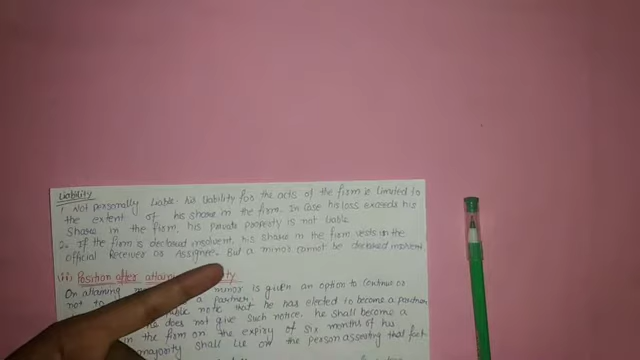 Liability
1. Not personally liable. his liability for the acts of the firm is limited to
the extent of his share in the firm. In case his loss exceeds his
share in the firm, his private property is not liable.
2. If the firm is declared insolvent, his share in the firm vests in the
official Receiver or Assignee. But a minor cannot be declared insolvent.
iii) Position after attaining
On attaining minor is given an option to continue or
not to a partner.
note that he has elected to become a partner
does not give such notice. he shall become a
in the firm on the expiry of six months of his
majority shall lie on the person asserting that fact.